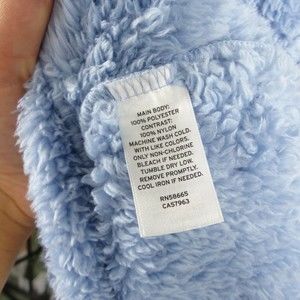 MAIN BODY:
100% POLYESTER
CONTRAST:
100% NYLON
MACHINE WASH COLD.
WITH LIKE COLORS.
ONLY NON-CHLORINE
BLEACH IF NEEDED.
TUMBLE DRY LOW.
REMOVE PROMPTLY.
COOL IRON IF NEEDED.
RN58665
CA57963